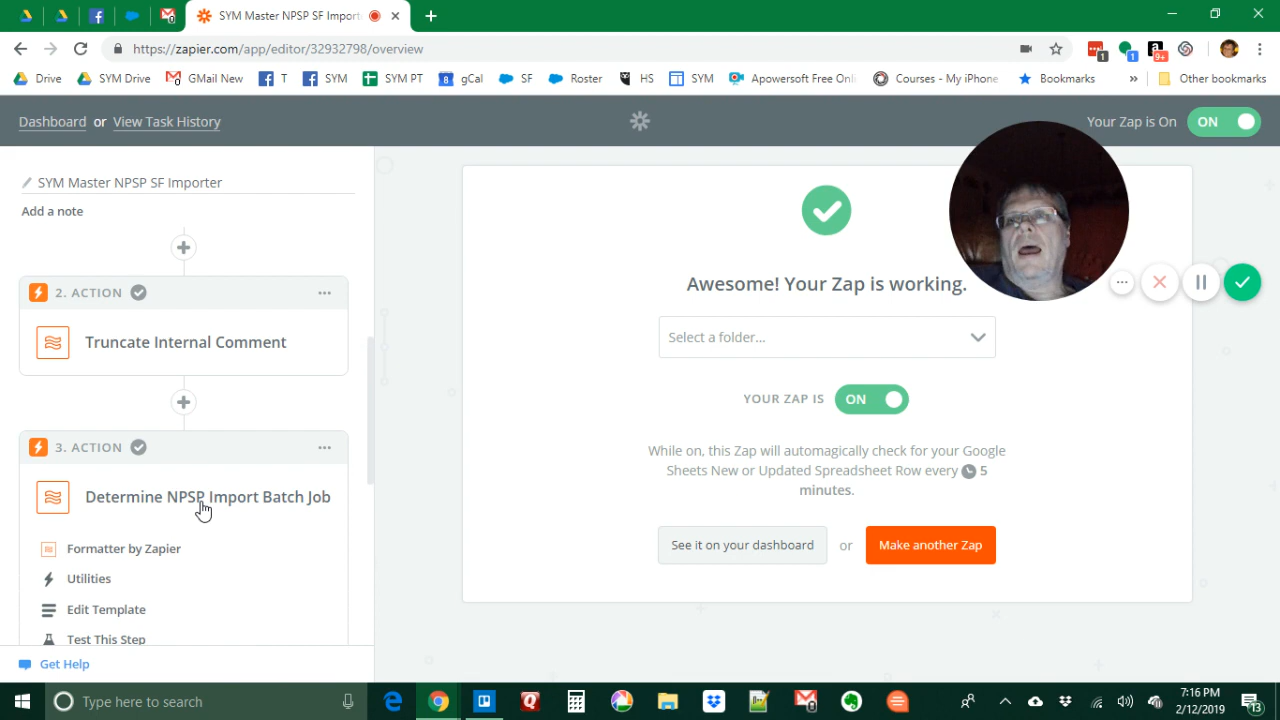 SYM Master NPSP SF Import
https://zapier.com/app/editor/32932798/overview
1
1
9+
Drive
SYM Drive
GMail New
T
SYM
SYM PT
8
gCal
SF
Roster
HS
SYM
Apowersoft Free Onli
Courses - My iPhone
Bookmarks
»
Other bookmarks
Dashboard or View Task History
Your Zap is On
ON
SYM Master NPSP SF Importer
Add a note
2. ACTION
Truncate Internal Comment
3. ACTION
Determine NPSP Import Batch Job
Formatter by Zapier
Utilities
Edit Template
Test This Step
Get Help
Awesome! Your Zap is working.
Select a folder...
YOUR ZAP IS
ON
While on, this Zap will automagically check for your Google
Sheets New or Updated Spreadsheet Row every 5
minutes.
See it on your dashboard
or
Make another Zap
Type here to search
7:16 PM
2/12/2019
13